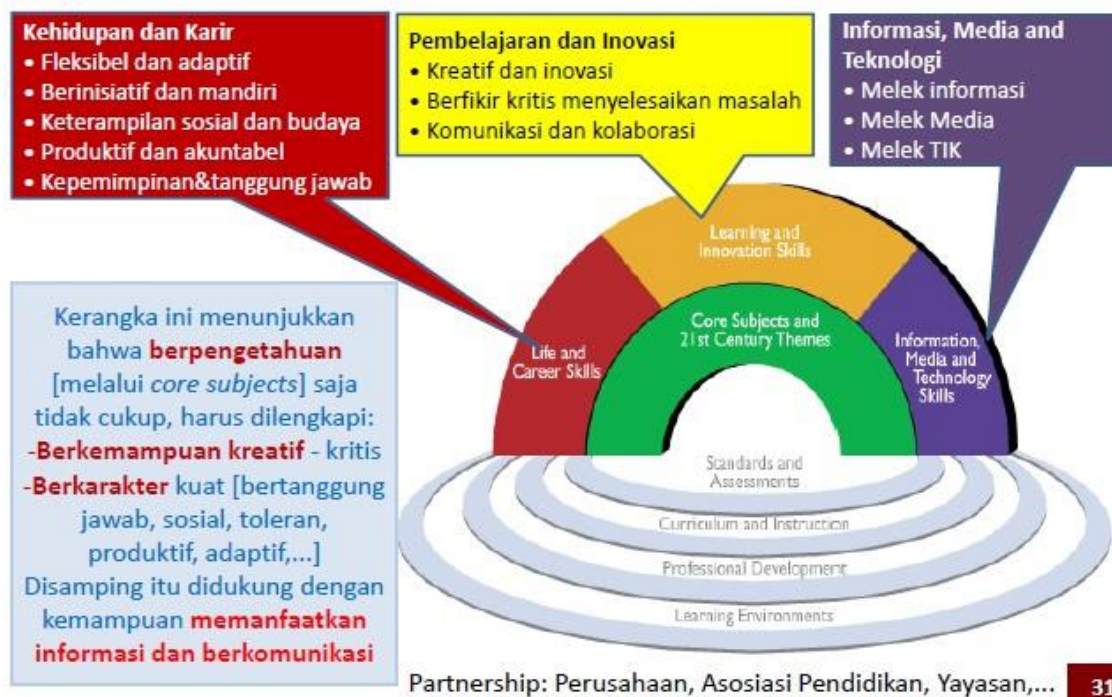 Kehidupan dan Karir
• Fleksibel dan adaptif
• Berinisiatif dan mandiri
• Keterampilan sosial dan budaya
• Produktif dan akuntabel
• Kepemimpinan&tanggung jawab
Pembelajaran dan Inovasi
• Kreatif dan inovasi
• Berfikir kritis menyelesaikan masalah
• Komunikasi dan kolaborasi
Informasi, Media and
Teknologi
• Melek informasi
• Melek Media
• Melek TIK
Learning and
Innovation Skills
Core Subjects and
21st Century Themes
Life and
Career Skills
Information,
Media and
Technology
Skills
Standards and
Assessments
Curriculum and Instruction
Professional Development
Learning Environments
Kerangka ini menunjukkan
bahwa berpengetahuan
[melalui core subjects] saja
tidak cukup, harus dilengkapi:
-Berkemampuan kreatif - kritis
-Berkarakter kuat [bertanggung
jawab, sosial, toleran,
produktif, adaptif,...]
Disamping itu didukung dengan
kemampuan memanfaatkan
informasi dan berkomunikasi
Partnership: Perusahaan, Asosiasi Pendidikan, Yayasan,...
31